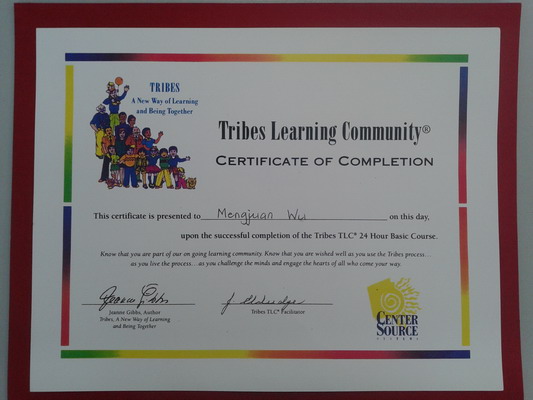 TRIBES
A New Way of Learning
and Being Together
Tribes Learning Community®
CERTIFICATE OF COMPLETION
This certificate is presented to Mengjuan Wu on this day,
upon the successful completion of the Tribes TLC® 24 Hour Basic Course.
Know that you are part of our on going learning community. Know that you are wished well as you use the Tribes process…
as you live the process… as you challenge the minds and engage the hearts of all who come your way.
Jeanne Gibbs
Jeanne Gibbs, Author
Tribes, A New Way of Learning
and Being Together
Tribes TLC® Facilitator
CENTER
SOURCE
SYSTEMS